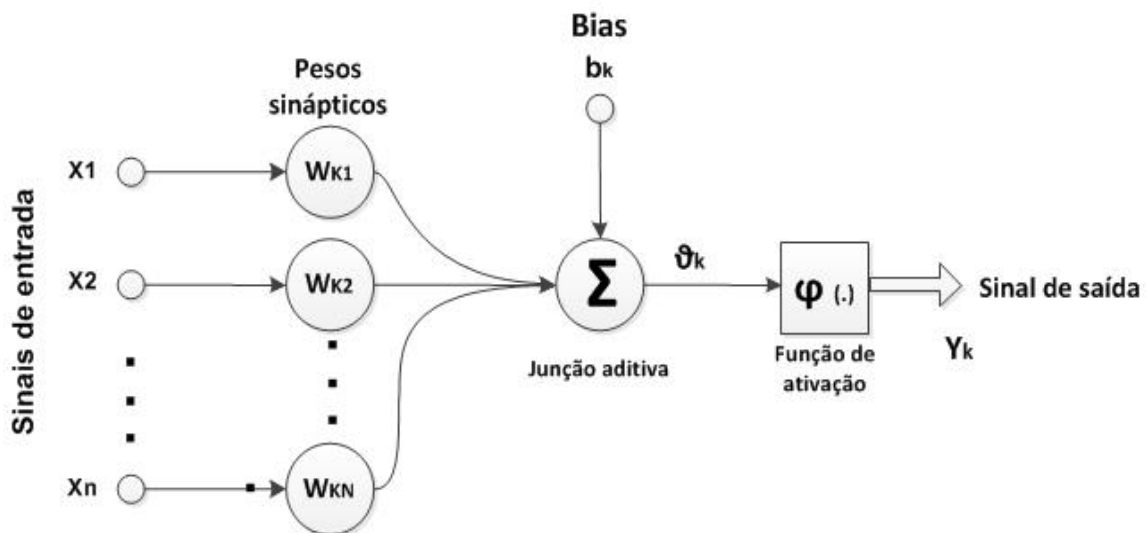 Bias
bk
Pesos
sinápticos
X1
WK1
X2
WK2
Xn
WKN
Sinais de entrada
Σ
Junção aditiva
ϑk
φ (.)
Função de
ativação
Sinal de saída
Yk